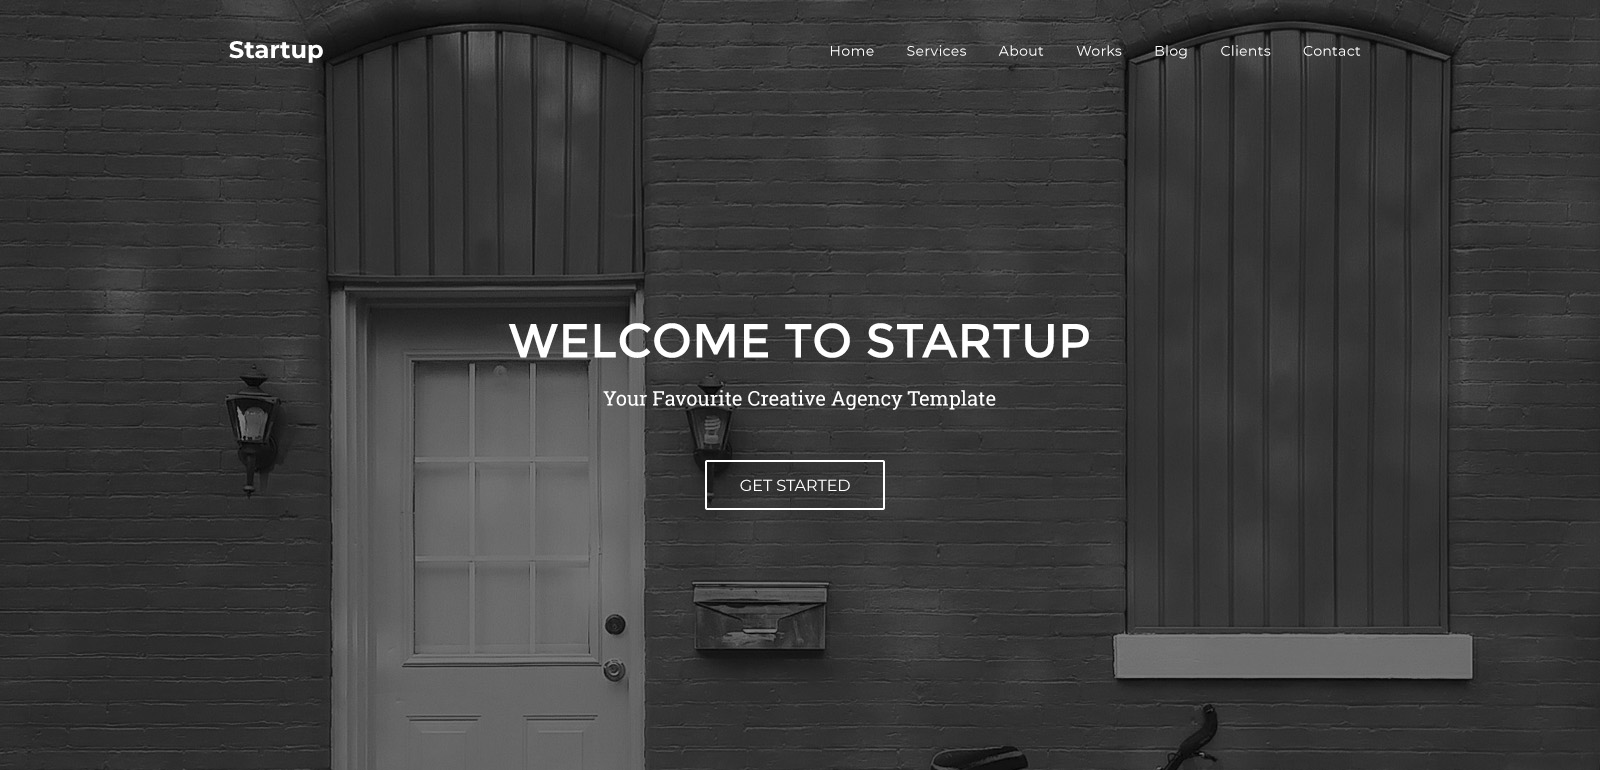 Startup
Home Services About Works Blog Clients Contact
WELCOME TO STARTUP
Your Favourite Creative Agency Template
GET STARTED